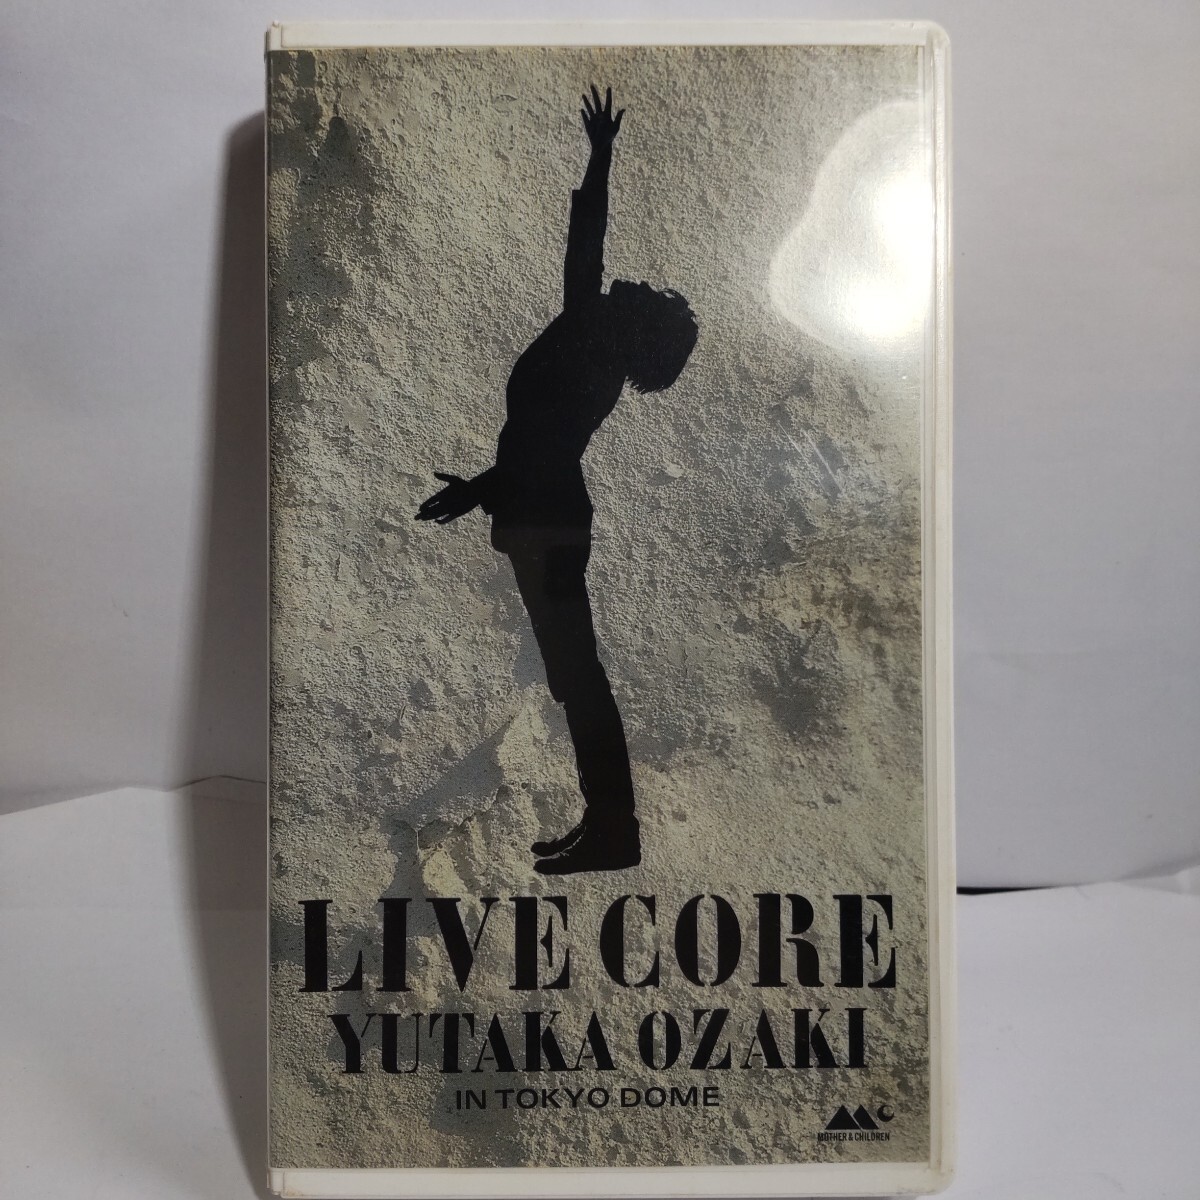 LIVE CORE
YUTAKA OZAKI
IN TOKYO DOME
MOTHER & CHILDREN